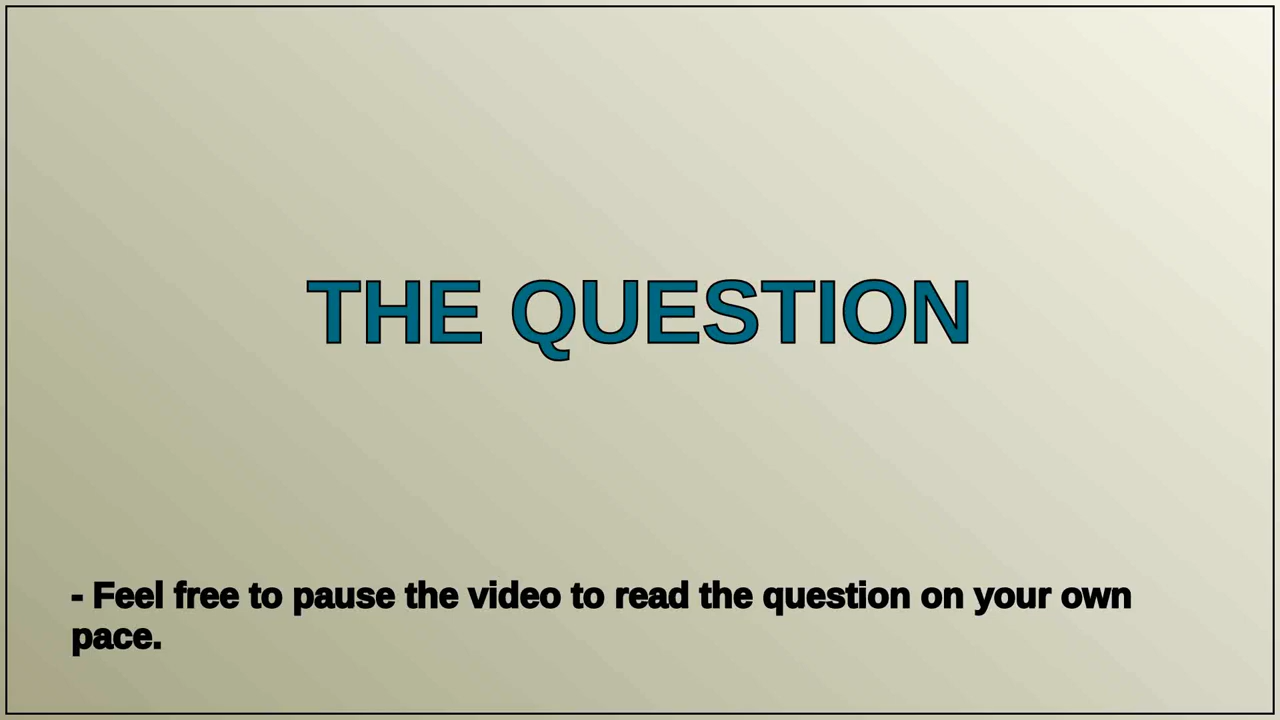 THE QUESTION
- Feel free to pause the video to read the question on your own
pace.